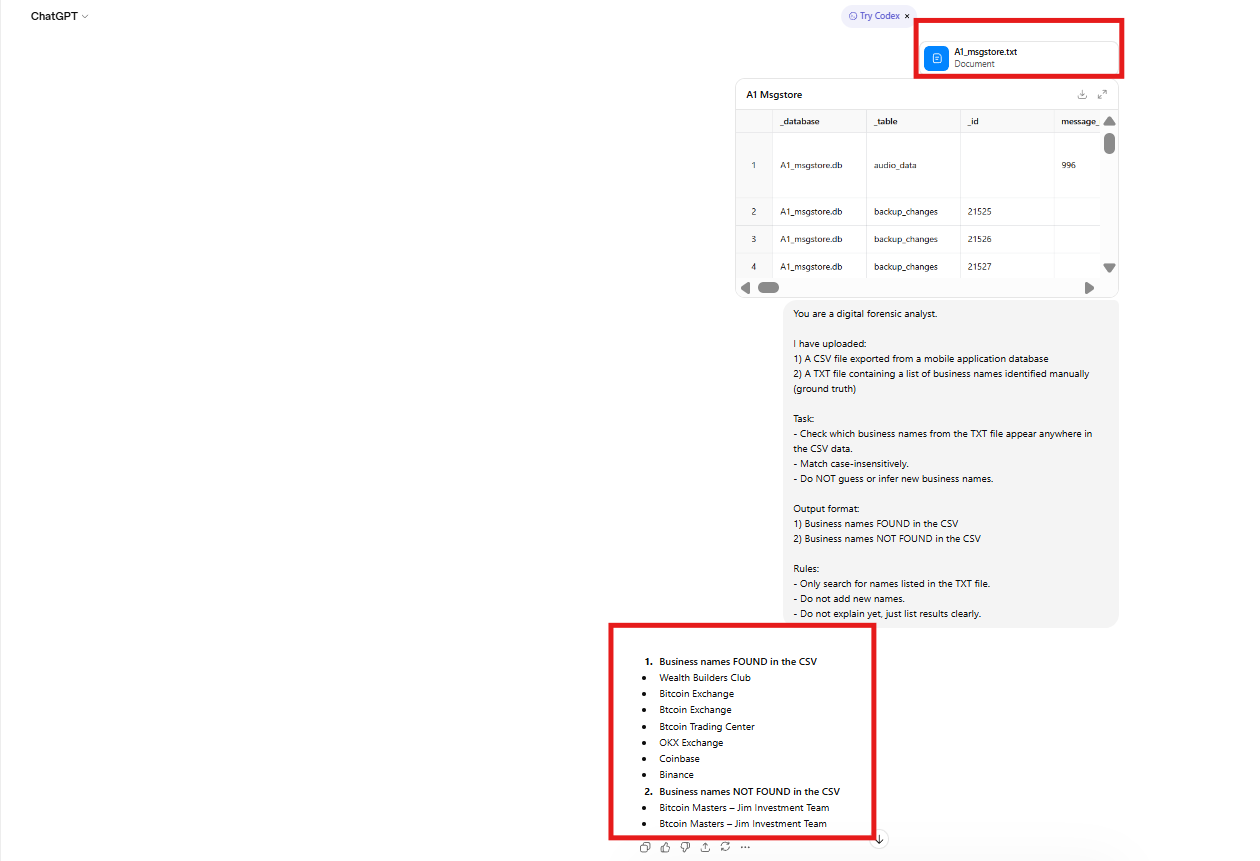 ChatGPT
Try Codex ×
A1_msgstore.txt
Document
A1 Msgstore
_database _table _id message_
1 A1_msgstore.db audio_data 996
2 A1_msgstore.db backup_changes 21525
3 A1_msgstore.db backup_changes 21526
4 A1_msgstore.db backup_changes 21527
You are a digital forensic analyst.
I have uploaded:
1) A CSV file exported from a mobile application database
2) A TXT file containing a list of business names identified manually
(ground truth)
Task:
- Check which business names from the TXT file appear anywhere in
the CSV data.
- Match case-insensitively.
- Do NOT guess or infer new business names.
Output format:
1) Business names FOUND in the CSV
2) Business names NOT FOUND in the CSV
Rules:
- Only search for names listed in the TXT file.
- Do not add new names.
- Do not explain yet, just list results clearly.
1. Business names FOUND in the CSV
• Wealth Builders Club
• Bitcoin Exchange
• Btcoin Exchange
• Btcoin Trading Center
• OKX Exchange
• Coinbase
• Binance
2. Business names NOT FOUND in the CSV
• Bitcoin Masters – Jim Investment Team
• Btcoin Masters – Jim Investment Team